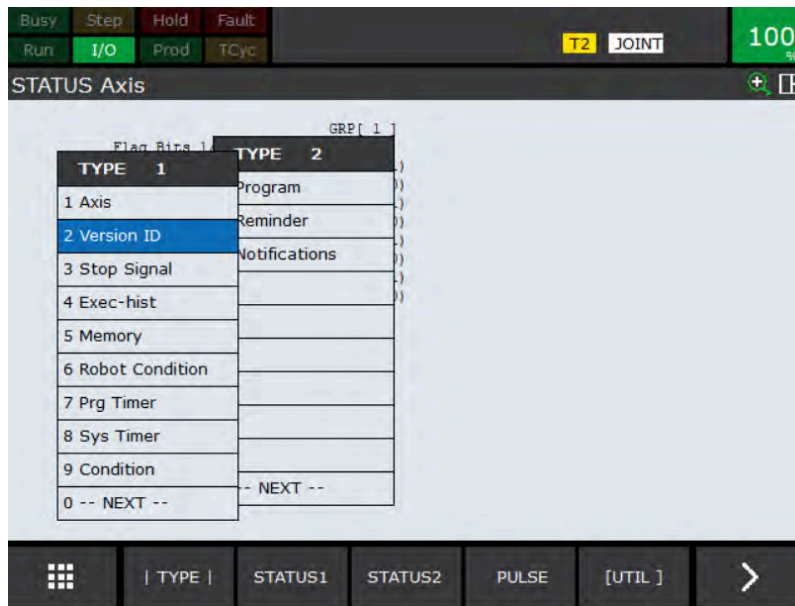 Busy Step Hold Fault
Run I/O Prod TCyc
T2 JOINT
100
%
STATUS Axis
GRP[ 1 ]
Flag Bits
TYPE 1
1 Axis
2 Version ID
3 Stop Signal
4 Exec-hist
5 Memory
6 Robot Condition
7 Prg Timer
8 Sys Timer
9 Condition
0 -- NEXT --
TYPE 2
Program
Reminder
Notifications
-- NEXT --
| TYPE | STATUS1 STATUS2 PULSE [UTIL ] >